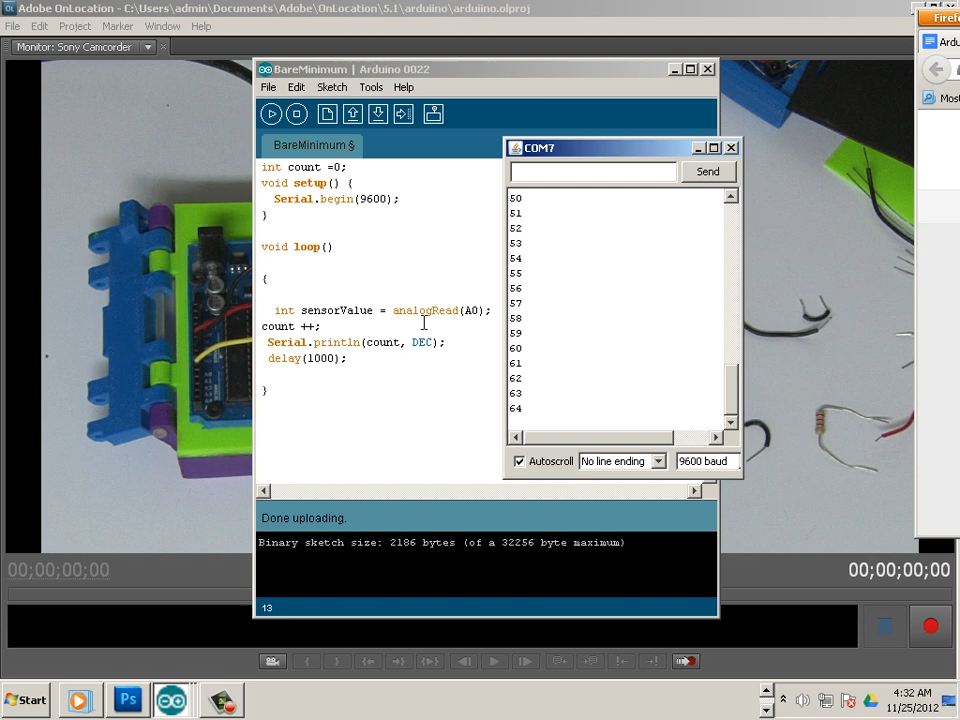 Adobe OnLocation - C:\Users\admin\Documents\Adobe\OnLocation\5.1\arduiino\arduiino.olproj
File Edit Project Marker Window Help
Monitor: Sony Camcorder
BareMinimum | Arduino 0022
File Edit Sketch Tools Help
BareMinimum §
int count =0;
void setup() {
Serial.begin(9600);
}
void loop()
{
int sensorValue = analogRead(A0);
count ++;
Serial.println(count, DEC);
delay(1000);
}
Done uploading.
Binary sketch size: 2186 bytes (of a 32256 byte maximum)
13
COM7
Send
50
51
52
53
54
55
56
57
58
59
60
61
62
63
64
Autoscroll
No line ending
9600 baud
Firef
Ardu
Most
00;00;00;00
00;00;00;00
Start
Ps
4:32 AM
11/25/2012